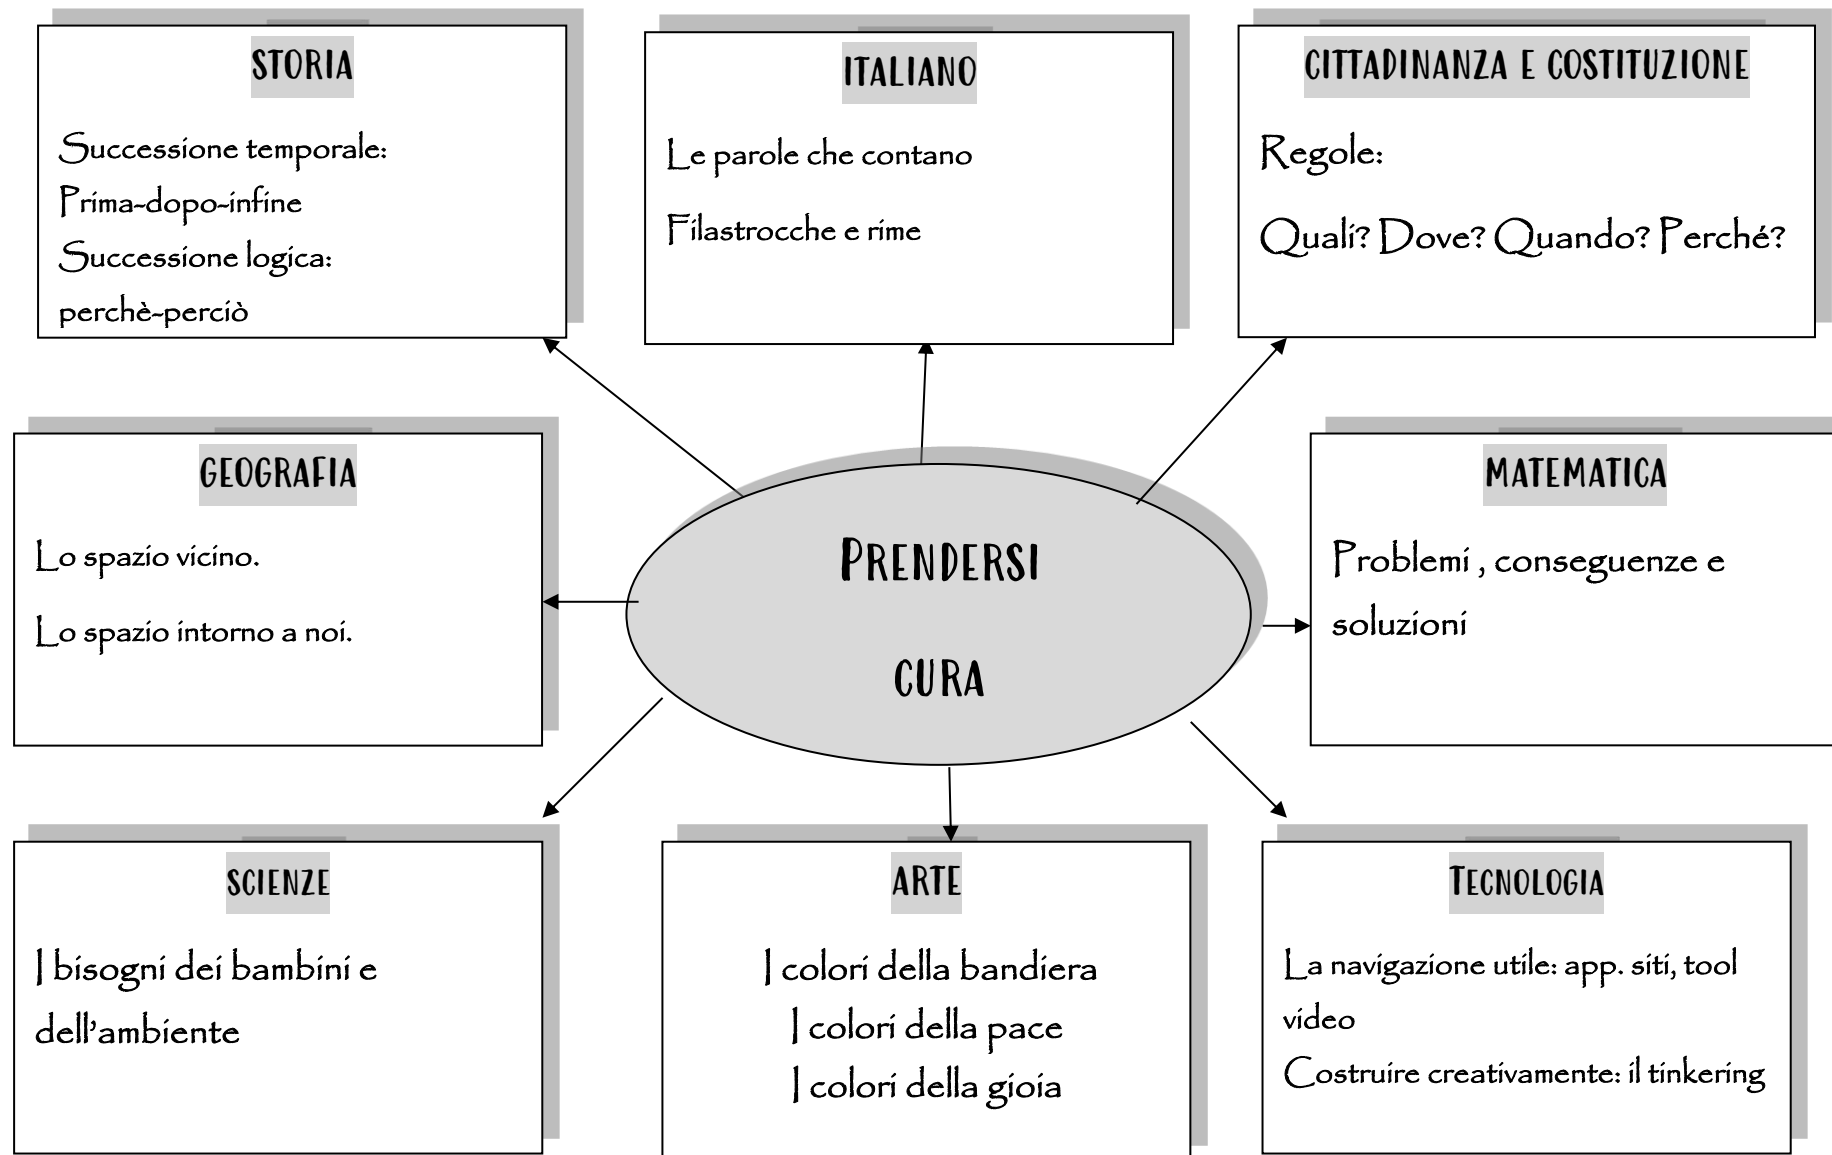 STORIA
Successione temporale:
Prima-dopo-infine
Successione logica:
perchè-perciò
ITALIANO
Le parole che contano
Filastrocche e rime
CITTADINANZA E COSTITUZIONE
Regole:
Quali? Dove? Quando? Perché?
GEOGRAFIA
Lo spazio vicino.
Lo spazio intorno a noi.
PRENDERSI
CURA
MATEMATICA
Problemi , conseguenze e
soluzioni
SCIENZE
I bisogni dei bambini e
dell’ambiente
ARTE
I colori della bandiera
I colori della pace
I colori della gioia
TECNOLOGIA
La navigazione utile: app. siti, tool
video
Costruire creativamente: il tinkering